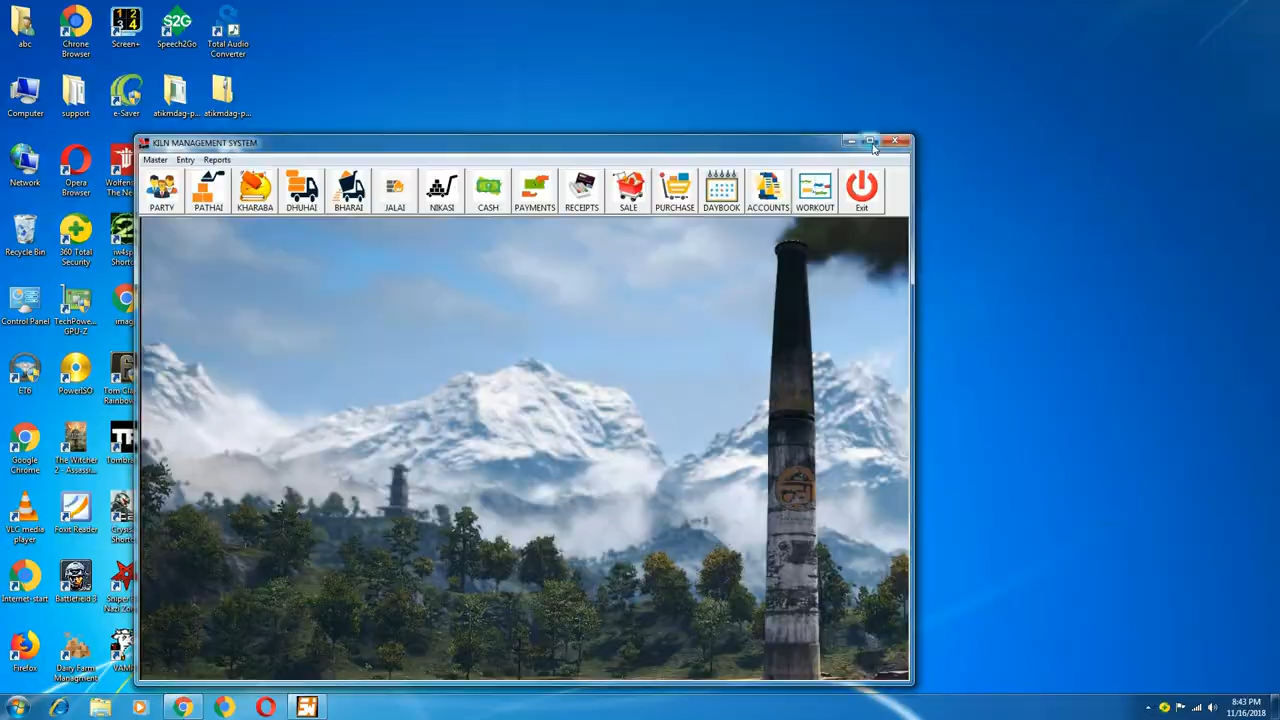 abc
Chrome Browser
Screen+
Speech2Go
Total Audio Converter
Computer
support
e-Saver
atikmdag-p...
atikmdag-p...
Network
Opera Browser
Recycle Bin
360 Total Security
Control Panel
TechPowe... GPU-Z
PowerISO
Google Chrome
The Witcher 2 - Assassi...
VLC media player
Foxit Reader
Internet-start
Battlefield 3
Firefox
Dairy Farm Managment
KILN MANAGEMENT SYSTEM
Master Entry Reports
PARTY PATHAI KHARABA DHUHAI BHARAI JALAI NIKASI CASH PAYMENTS RECEIPTS SALE PURCHASE DAYBOOK ACCOUNTS WORKOUT Exit
8:43 PM
11/16/2018